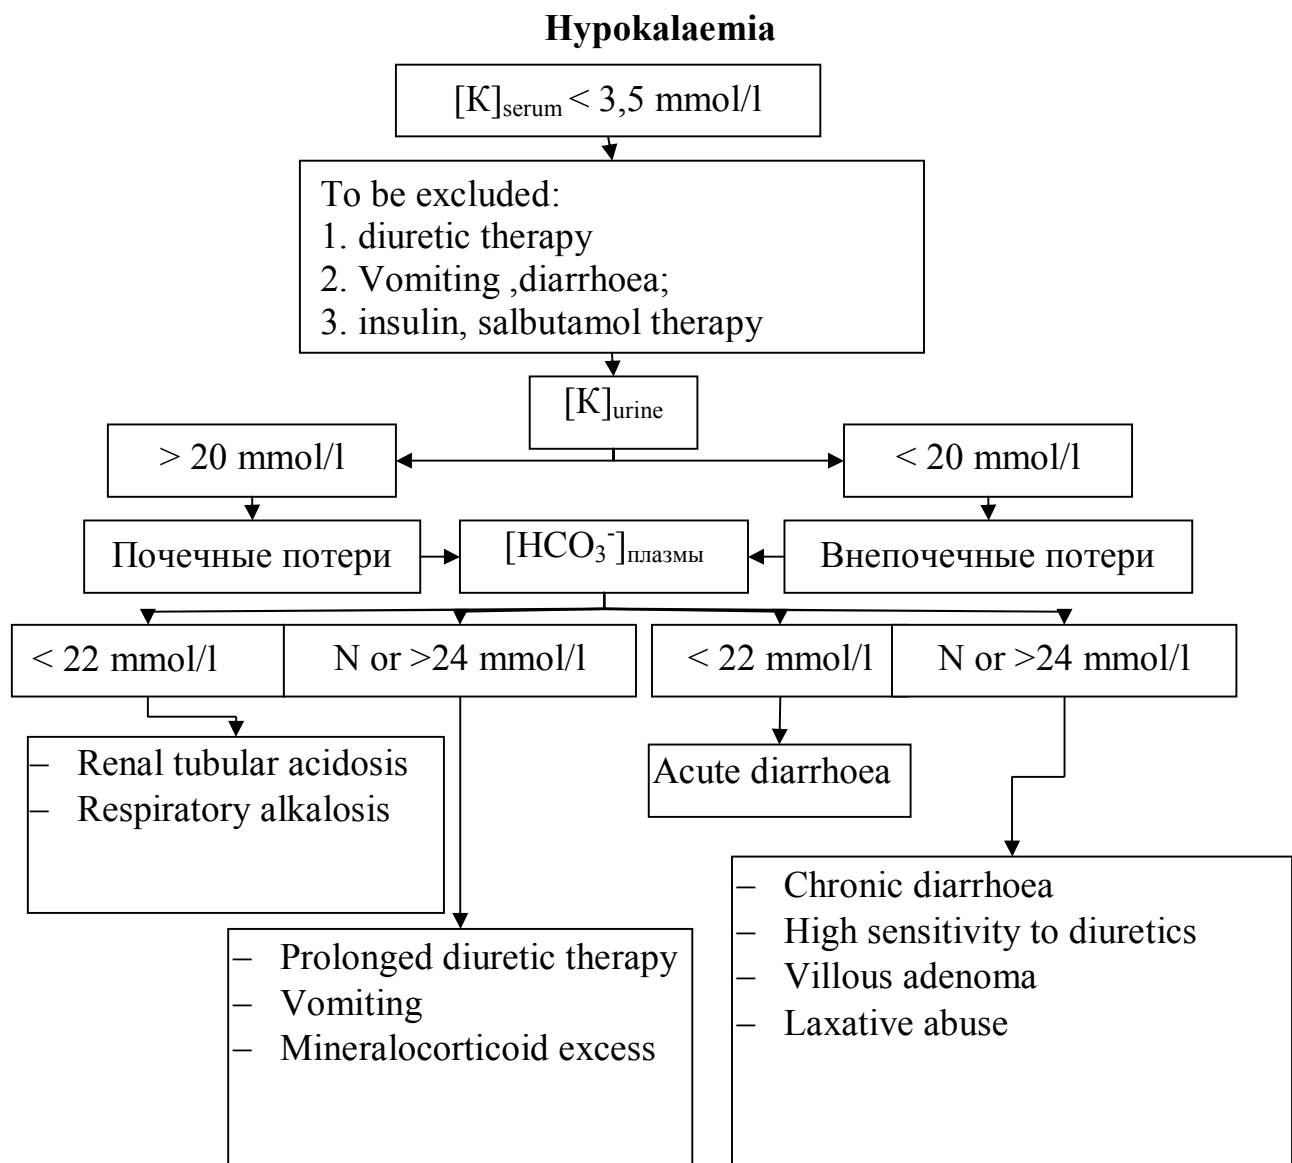 Hypokalaemia
[К]serum < 3,5 mmol/l
To be excluded:
1. diuretic therapy
2. Vomiting ,diarrhoea;
3. insulin, salbutamol therapy
[К]urine
> 20 mmol/l
< 20 mmol/l
Почечные потери
[HCO3-]плазмы
Внепочечные потери
< 22 mmol/l
N or >24 mmol/l
< 22 mmol/l
N or >24 mmol/l
– Renal tubular acidosis
– Respiratory alkalosis
Acute diarrhoea
– Prolonged diuretic therapy
– Vomiting
– Mineralocorticoid excess
– Chronic diarrhoea
– High sensitivity to diuretics
– Villous adenoma
– Laxative abuse